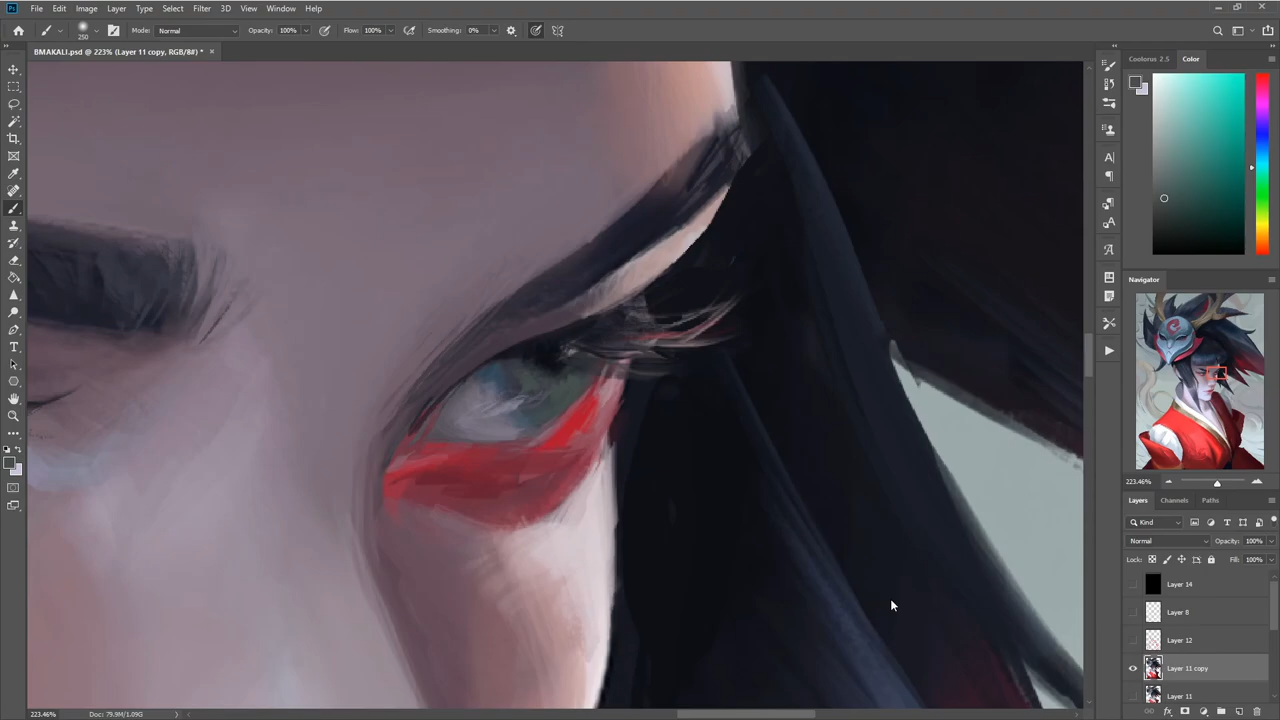 Ps File Edit Image Layer Type Select Filter 3D View Window Help
250 Mode: Normal Opacity: 100% Flow: 100% Smoothing: 0%
BMAKALI.psd @ 223% (Layer 11 copy, RGB/8#) * ×
Coolorus 2.5 Color
Navigator
223.46%
Layers Channels Paths
Kind
Normal Opacity: 100%
Lock: Fill: 100%
Layer 14
Layer 8
Layer 12
Layer 11 copy
Layer 11
223.46% Doc: 79.9M/1.09G